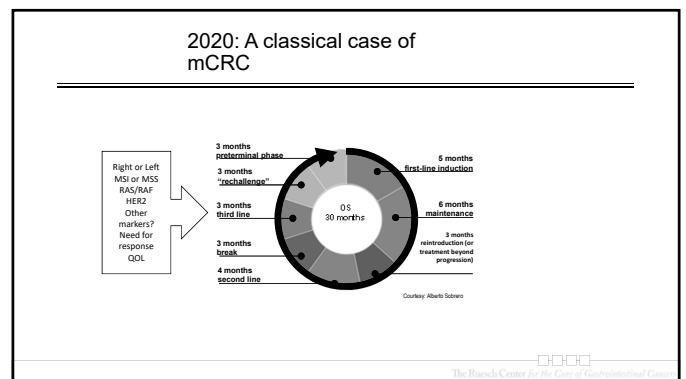 2020: A classical case of
mCRC
Right or Left
MSI or MSS
RAS/RAF
HER2
Other
markers?
Need for
response
QOL
3 months
preterminal phase
3 months
“rechallenge”
3 months
third line
3 months
break
4 months
second line
OS
30 months
5 months
first-line induction
6 months
maintenance
3 months
reintroduction (or
treatment beyond
progression)
Courtesy: Alberto Sobrero
The Ruesch Center for the Cure of Gastrointestinal Cancers